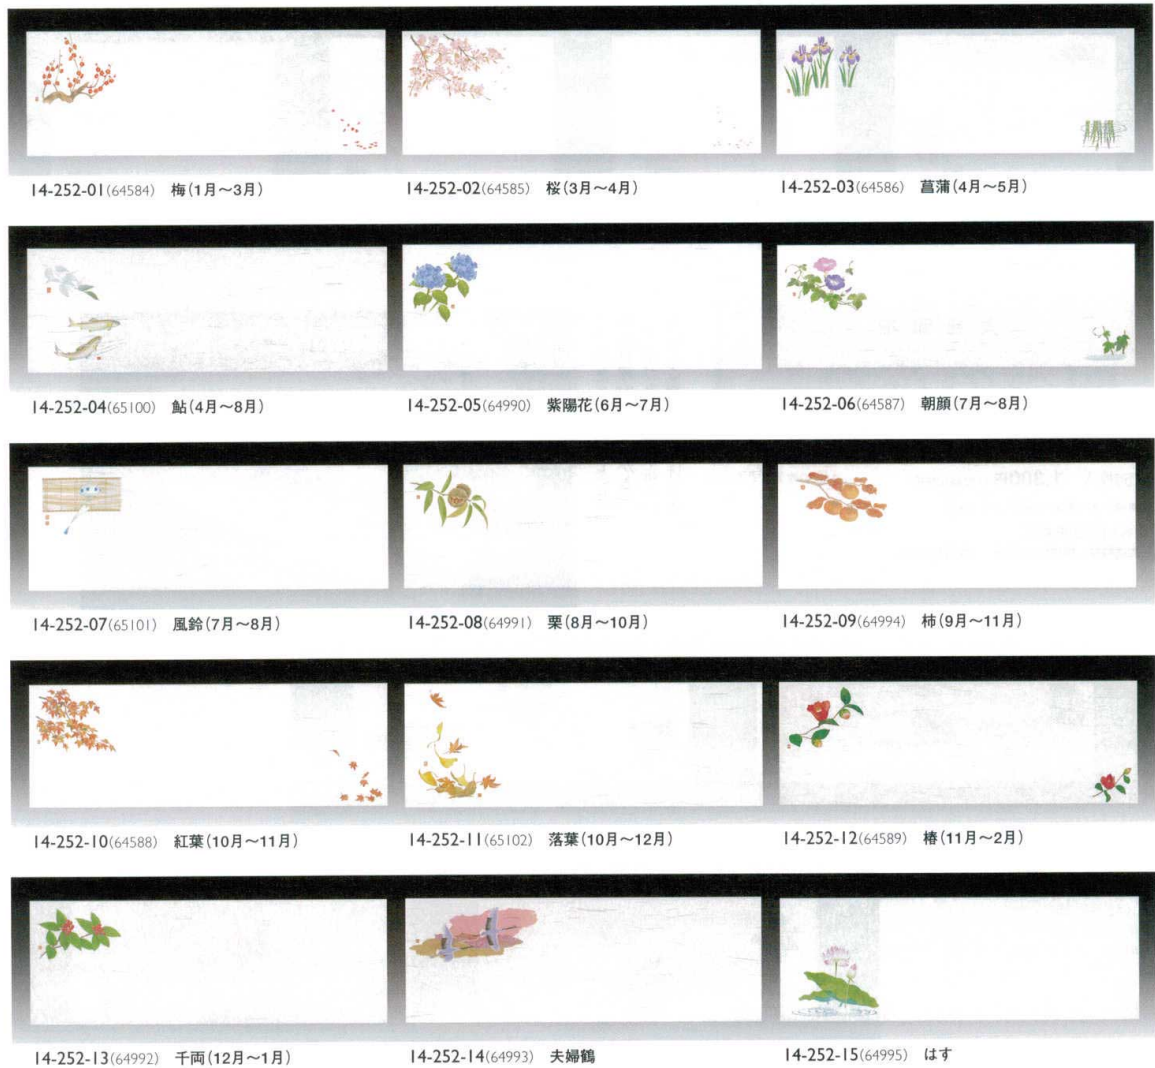 14-252-01(64584) 梅(1月～3月)
14-252-02(64585) 桜(3月～4月)
14-252-03(64586) 菖蒲(4月～5月)
14-252-04(65100) 鮎(4月～8月)
14-252-05(64990) 紫陽花(6月～7月)
14-252-06(64587) 朝顔(7月～8月)
14-252-07(65101) 風鈴(7月～8月)
14-252-08(64991) 栗(8月～10月)
14-252-09(64994) 柿(9月～11月)
14-252-10(64588) 紅葉(10月～11月)
14-252-11(65102) 落葉(10月～12月)
14-252-12(64589) 椿(11月～2月)
14-252-13(64992) 千両(12月～1月)
14-252-14(64993) 夫婦鶴
14-252-15(64995) はす